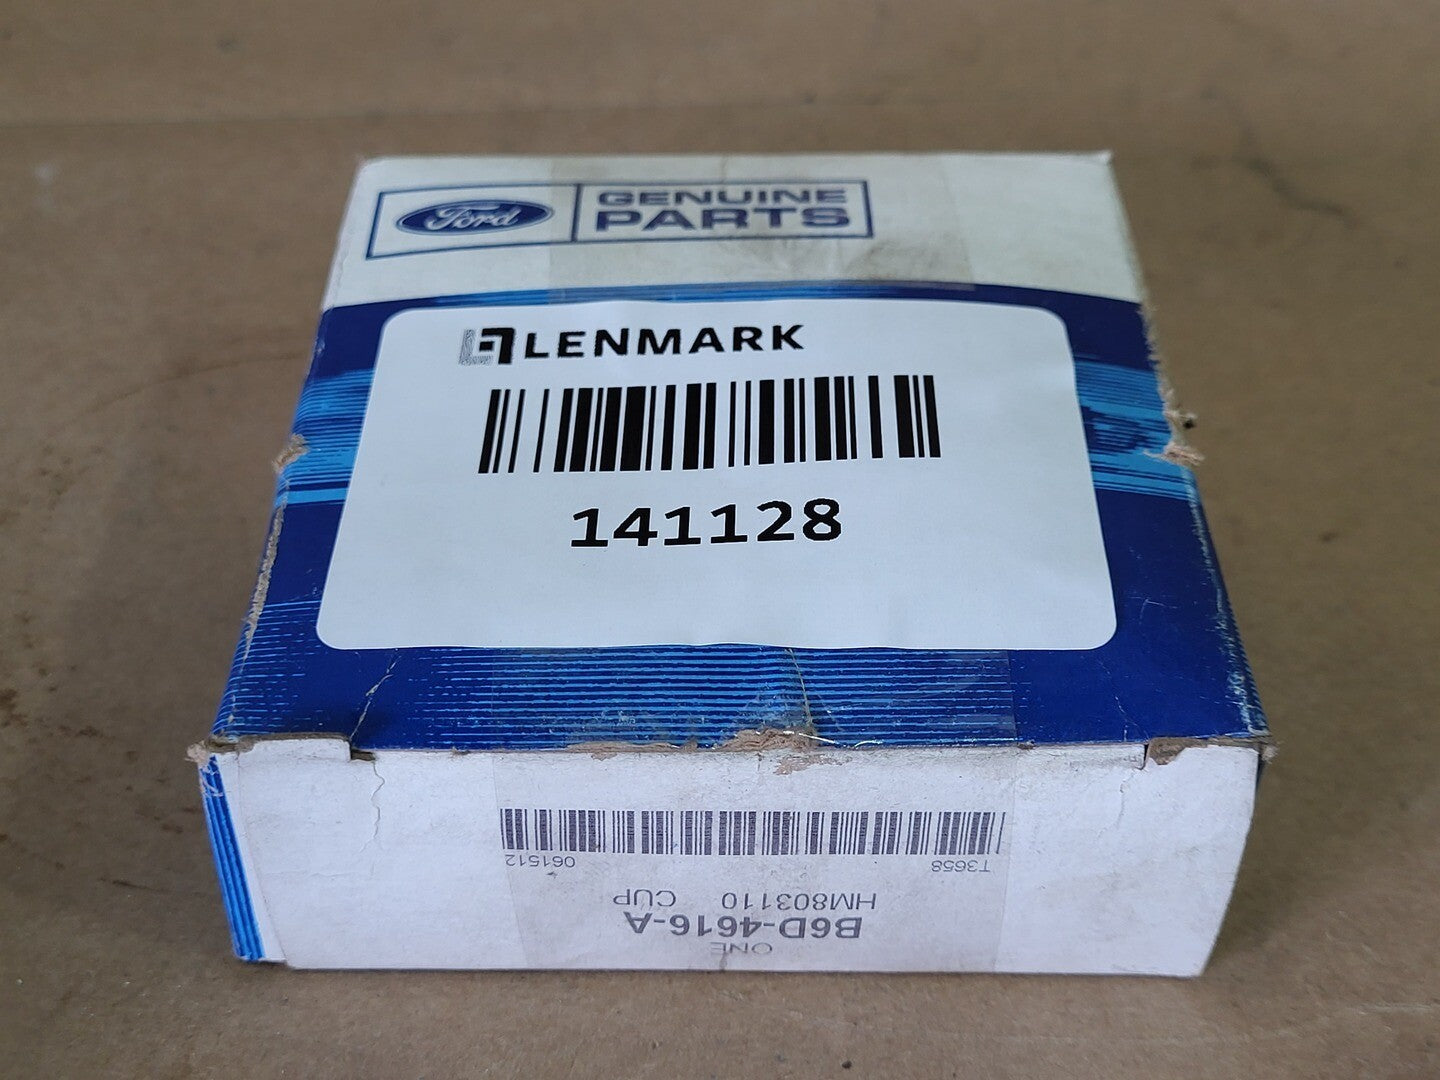 Ford
GENUINE
PARTS
LENMARK
141128
ONE
B6D-4616-A
HM803110 CUP
T3658 061512